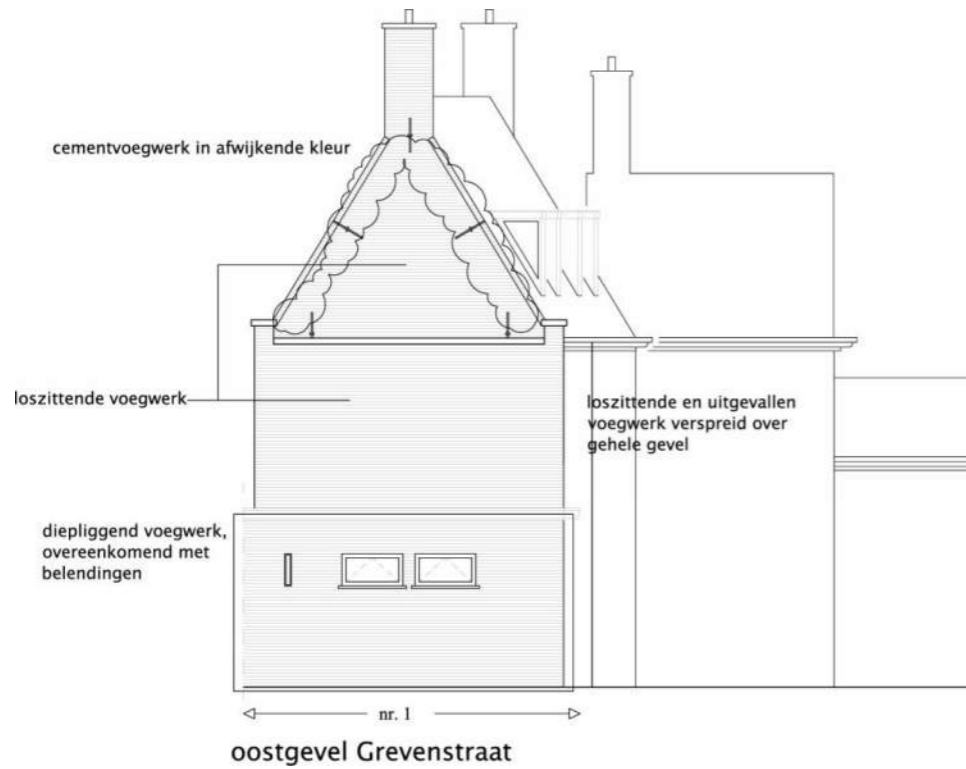 cementvoegwerk in afwijkende kleur
loszittende voegwerk
loszittende en uitgevallen
voegwerk verspreid over
gehele gevel
diepliggend voegwerk,
overeenkomend met
belendingen
nr. 1
oostgevel Grevenstraat